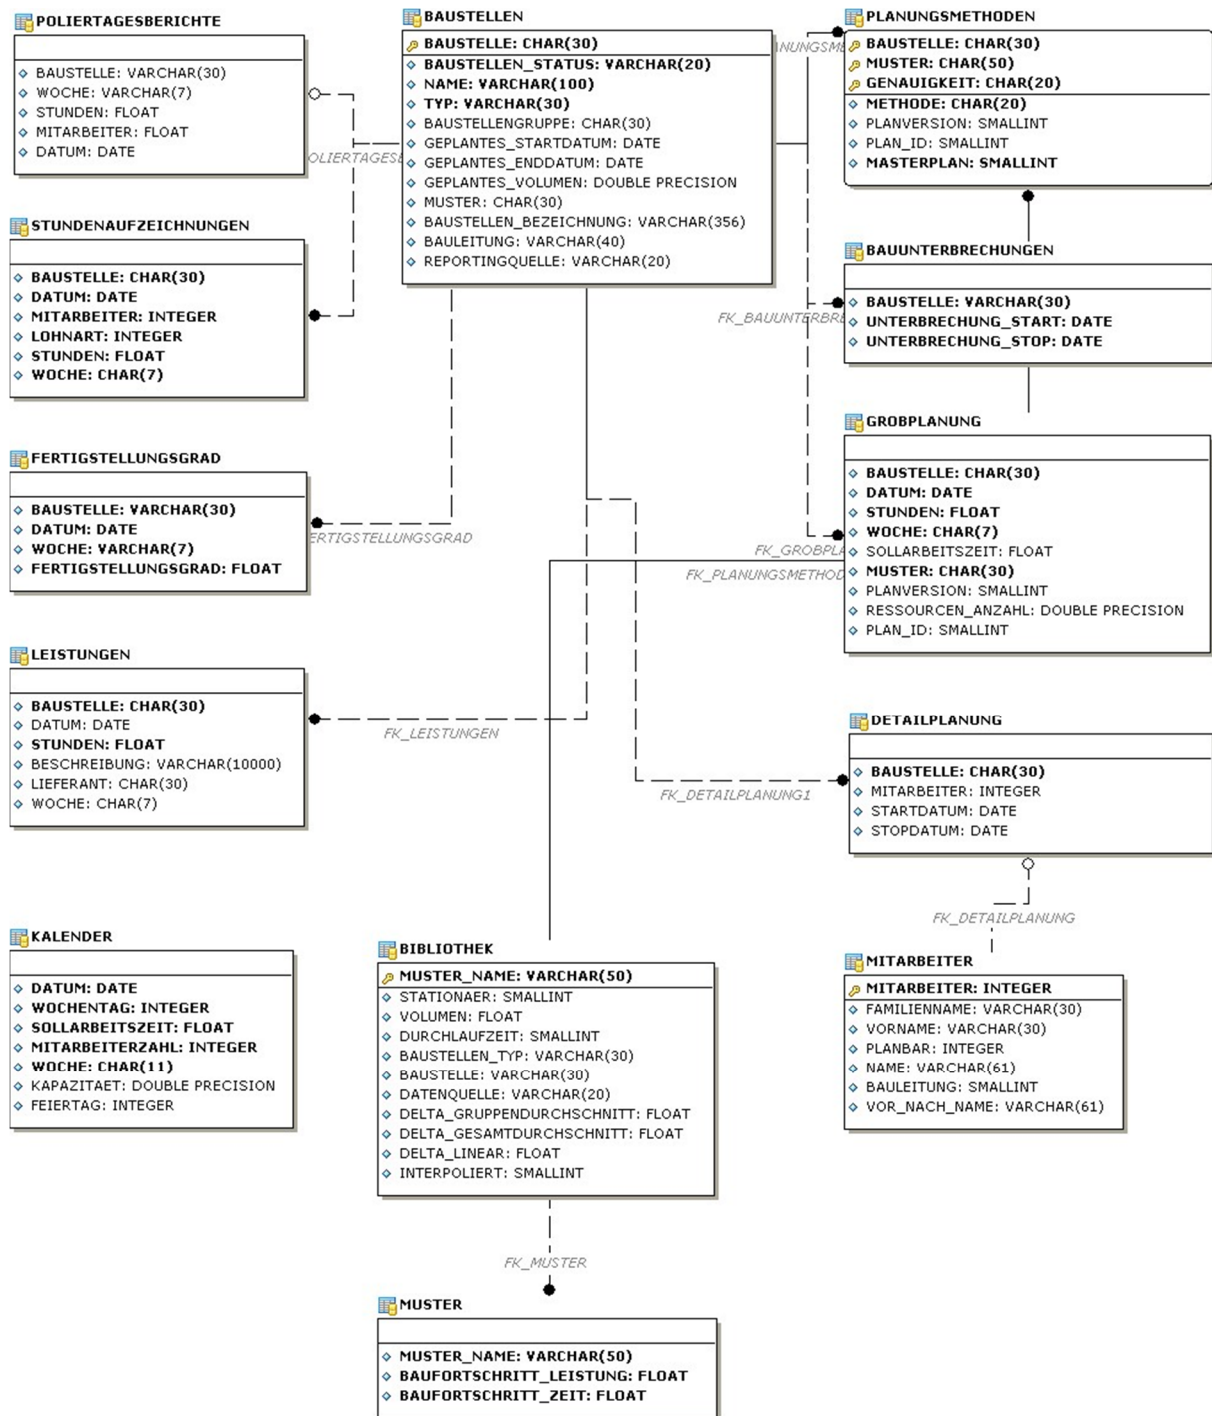 POLIERTAGESBERICHTE
BAUSTELLE: VARCHAR(30)
WOCHE: VARCHAR(7)
STUNDEN: FLOAT
MITARBEITER: FLOAT
DATUM: DATE
BAUSTELLEN
BAUSTELLE: CHAR(30)
BAUSTELLEN_STATUS: VARCHAR(20)
NAME: VARCHAR(100)
TYP: VARCHAR(30)
BAUSTELLENGRUPPE: CHAR(30)
GEPLANTES_STARTDATUM: DATE
GEPLANTES_ENDDATUM: DATE
GEPLANTES_VOLUMEN: DOUBLE PRECISION
MUSTER: CHAR(30)
BAUSTELLEN_BEZEICHNUNG: VARCHAR(356)
BAULEITUNG: VARCHAR(40)
REPORTINGQUELLE: VARCHAR(20)
PLANUNGSMETHODEN
BAUSTELLE: CHAR(30)
MUSTER: CHAR(50)
GENAUIGKEIT: CHAR(20)
METHODE: CHAR(20)
PLANVERSION: SMALLINT
PLAN_ID: SMALLINT
MASTERPLAN: SMALLINT
ANUNGSME
OLIERTAGESE
STUNDENAUFZEICHNUNGEN
BAUSTELLE: CHAR(30)
DATUM: DATE
MITARBEITER: INTEGER
LOHNART: INTEGER
STUNDEN: FLOAT
WOCHE: CHAR(7)
BAUUNTERBRECHUNGEN
BAUSTELLE: VARCHAR(30)
UNTERBRECHUNG_START: DATE
UNTERBRECHUNG_STOP: DATE
FK_BAUUNTERBRE
FERTIGSTELLUNGSGRAD
BAUSTELLE: VARCHAR(30)
DATUM: DATE
WOCHE: VARCHAR(7)
FERTIGSTELLUNGSGRAD: FLOAT
ERTIGSTELLUNGSGRAD
GROBPLANUNG
BAUSTELLE: CHAR(30)
DATUM: DATE
STUNDEN: FLOAT
WOCHE: CHAR(7)
SOLLARBEITSZEIT: FLOAT
MUSTER: CHAR(30)
PLANVERSION: SMALLINT
RESSOURCEN_ANZAHL: DOUBLE PRECISION
PLAN_ID: SMALLINT
FK_GROBPLA
FK_PLANUNGSMETHOD
LEISTUNGEN
BAUSTELLE: CHAR(30)
DATUM: DATE
STUNDEN: FLOAT
BESCHREIBUNG: VARCHAR(10000)
LIEFERANT: CHAR(30)
WOCHE: CHAR(7)
FK_LEISTUNGEN
DETAILPLANUNG
BAUSTELLE: CHAR(30)
MITARBEITER: INTEGER
STARTDATUM: DATE
STOPDATUM: DATE
FK_DETAILPLANUNG1
FK_DETAILPLANUNG
KALENDER
DATUM: DATE
WOCHENTAG: INTEGER
SOLLARBEITSZEIT: FLOAT
MITARBEITERZAHL: INTEGER
WOCHE: CHAR(11)
KAPAZITAET: DOUBLE PRECISION
FEIERTAG: INTEGER
BIBLIOTHEK
MUSTER_NAME: VARCHAR(50)
STATIONAER: SMALLINT
VOLUMEN: FLOAT
DURCHLAUFZEIT: SMALLINT
BAUSTELLEN_TYP: VARCHAR(30)
BAUSTELLE: VARCHAR(30)
DATENQUELLE: VARCHAR(20)
DELTA_GRUPPENDURCHSCHNITT: FLOAT
DELTA_GESAMTDURCHSCHNITT: FLOAT
DELTA_LINEAR: FLOAT
INTERPOLIERT: SMALLINT
MITARBEITER
MITARBEITER: INTEGER
FAMILIENNAME: VARCHAR(30)
VORNAME: VARCHAR(30)
PLANBAR: INTEGER
NAME: VARCHAR(61)
BAULEITUNG: SMALLINT
VOR_NACH_NAME: VARCHAR(61)
FK_MUSTER
MUSTER
MUSTER_NAME: VARCHAR(50)
BAUFORTSCHRITT_LEISTUNG: FLOAT
BAUFORTSCHRITT_ZEIT: FLOAT